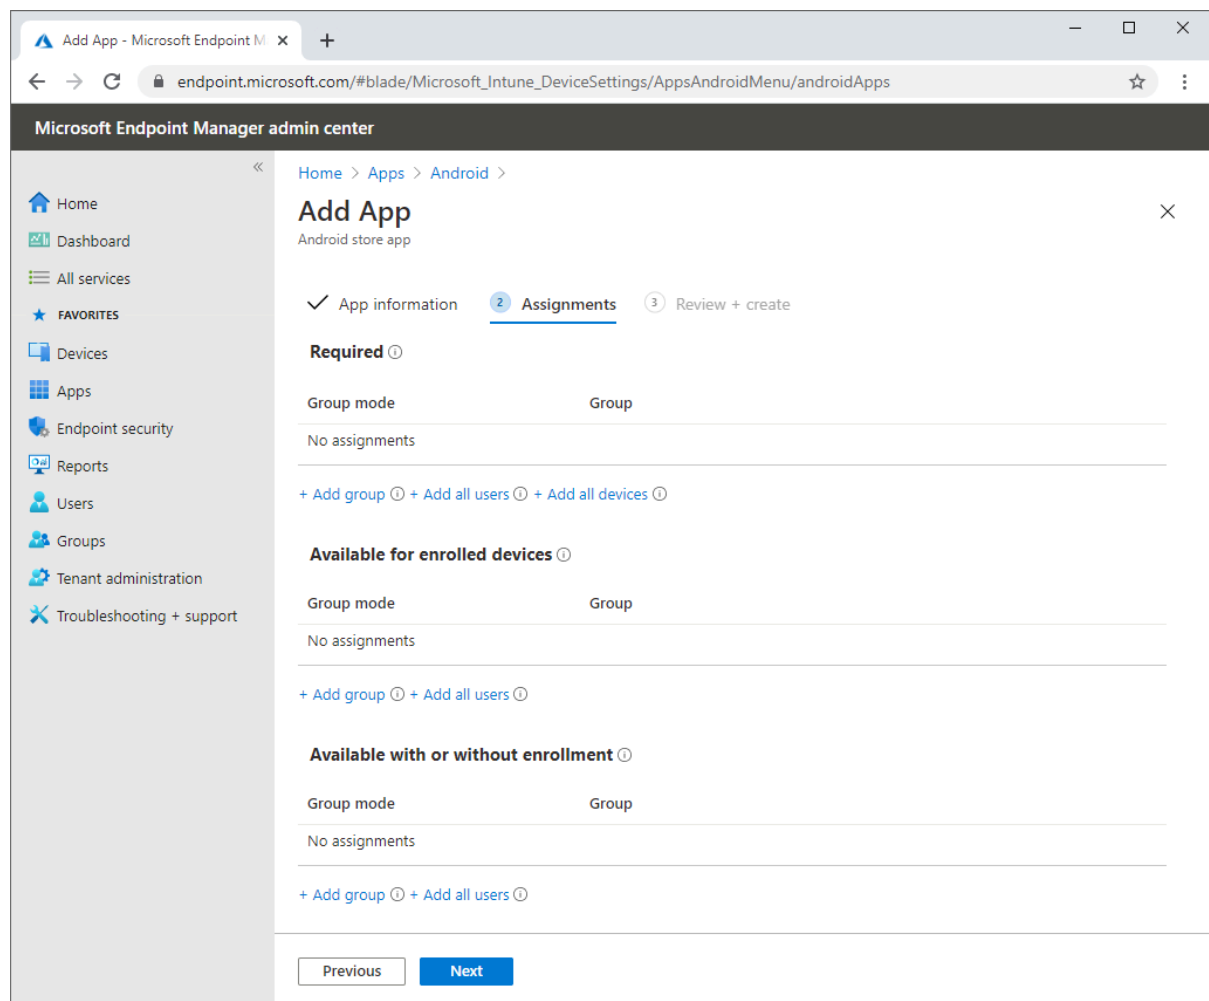 Add App - Microsoft Endpoint M
endpoint.microsoft.com/#blade/Microsoft_Intune_DeviceSettings/AppsAndroidMenu/androidApps
Microsoft Endpoint Manager admin center
Home
Dashboard
All services
FAVORITES
Devices
Apps
Endpoint security
Reports
Users
Groups
Tenant administration
Troubleshooting + support
Home > Apps > Android >
Add App
Android store app
App information 2 Assignments 3 Review + create
Required
Group mode Group
No assignments
+ Add group + Add all users + Add all devices
Available for enrolled devices
Group mode Group
No assignments
+ Add group + Add all users
Available with or without enrollment
Group mode Group
No assignments
+ Add group + Add all users
Previous Next